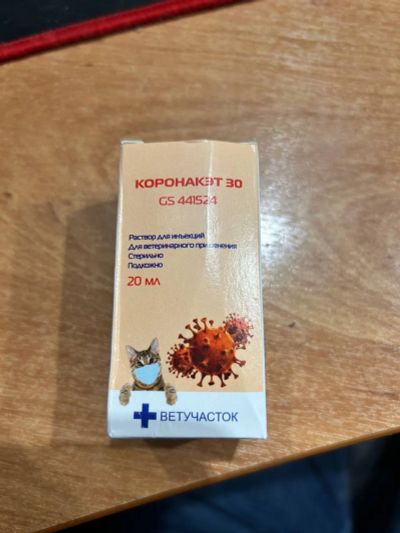 КОРОНАКЭТ 30
GS 441524
Раствор для инъекций
Для ветеринарного применения
Стерильно
Подкожно
20 мл
ВЕТУЧАСТОК